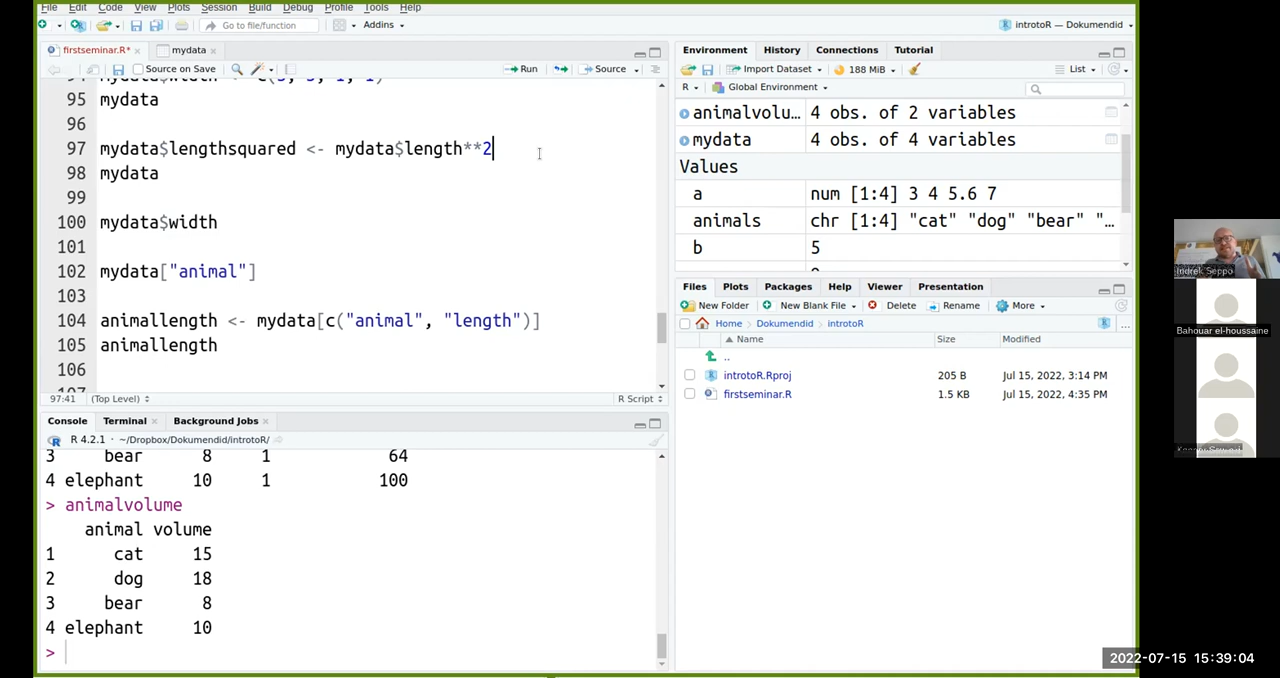 File Edit Code View Plots Session Build Debug Profile Tools Help
Go to file/function Addins introtoR — Dokumendid
firstseminar.R* mydata
Source on Save Run Source
95 mydata
96
97 mydata$lengthsquared <- mydata$length**2
98 mydata
99
100 mydata$width
101
102 mydata["animal"]
103
104 animallength <- mydata[c("animal", "length")]
105 animallength
106
97:41 (Top Level) R Script
Console Terminal Background Jobs
R 4.2.1 · ~/Dropbox/Dokumendid/introtoR/
3 bear 8 1 64
4 elephant 10 1 100
> animalvolume
animal volume
1 cat 15
2 dog 18
3 bear 8
4 elephant 10
>
Environment History Connections Tutorial
Import Dataset 188 MiB List
R Global Environment
animalvolu… 4 obs. of 2 variables
mydata 4 obs. of 4 variables
Values
a num [1:4] 3 4 5.6 7
animals chr [1:4] "cat" "dog" "bear" "…
b 5
Files Plots Packages Help Viewer Presentation
New Folder New Blank File Delete Rename More
Home Dokumendid introtoR
Name Size Modified
..
introtoR.Rproj 205 B Jul 15, 2022, 3:14 PM
firstseminar.R 1.5 KB Jul 15, 2022, 4:35 PM
Indrek Seppo
Bahouar el-houssaine
2022-07-15 15:39:04